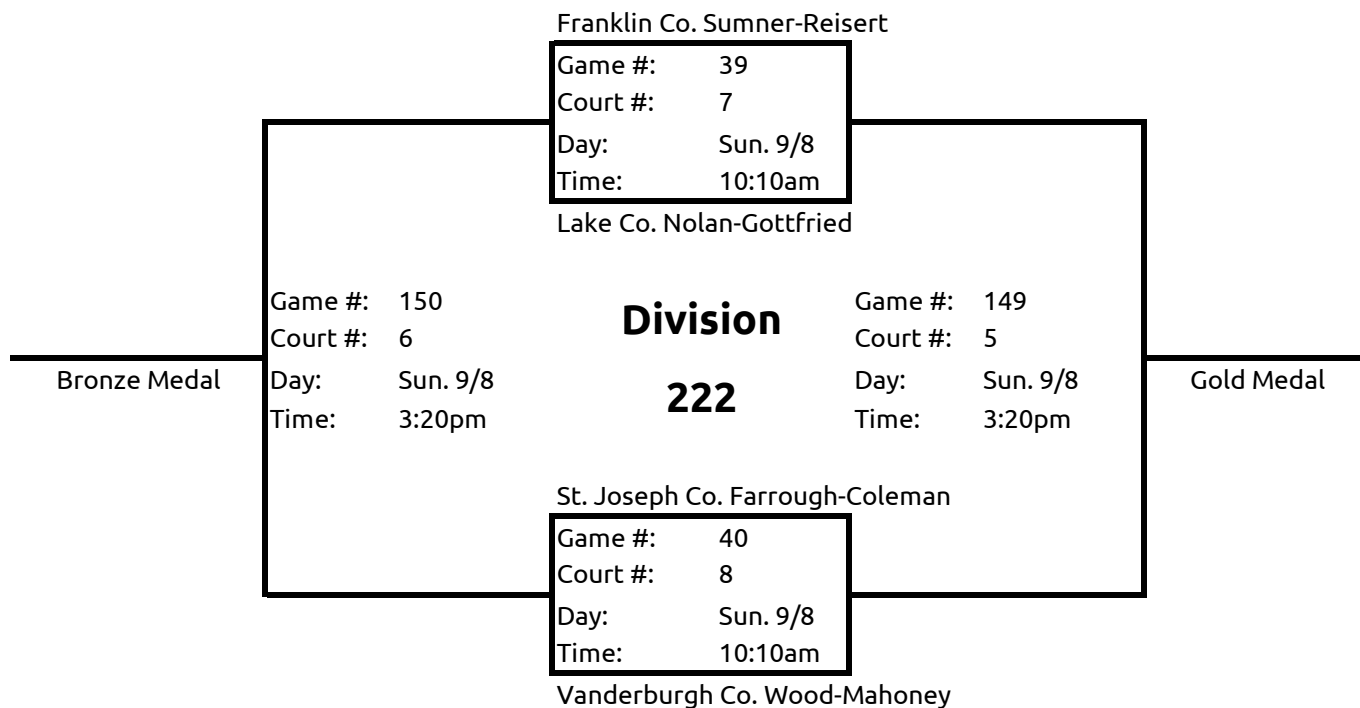 Franklin Co. Sumner-Reisert
Game #: 39
Court #: 7
Day: Sun. 9/8
Time: 10:10am
Lake Co. Nolan-Gottfried
Game #: 150
Court #: 6
Day: Sun. 9/8
Time: 3:20pm
Bronze Medal
Division
222
Game #: 149
Court #: 5
Day: Sun. 9/8
Time: 3:20pm
Gold Medal
St. Joseph Co. Farrough-Coleman
Game #: 40
Court #: 8
Day: Sun. 9/8
Time: 10:10am
Vanderburgh Co. Wood-Mahoney